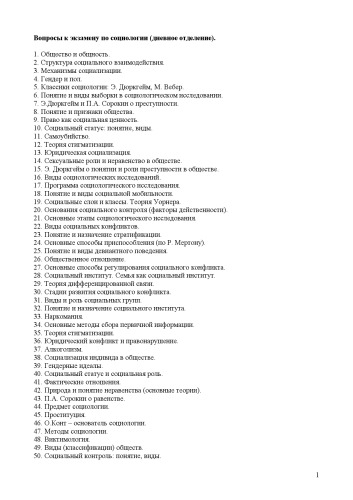 Вопросы к экзамену по социологии (дневное отделение).
1. Общество и общность.
2. Структура социального взаимодействия.
3. Механизмы социализации.
4. Гендер и пол.
5. Классики социологии: Э. Дюркгейм, М. Вебер.
6. Понятие и виды выборки в социологическом исследовании.
7. Э.Дюркгейм и П.А. Сорокин о преступности.
8. Понятие и признаки общества.
9. Право как социальная ценность.
10. Социальный статус: понятие, виды.
11. Самоубийство.
12. Теория стигматизации.
13. Юридическая социализация.
14. Сексуальные роли и неравенство в обществе.
15. Э. Дюркгейм о понятии и роли преступности в обществе.
16. Виды социологических исследований.
17. Программа социологического исследования.
18. Понятие и виды социальной мобильности.
19. Социальные слои и классы. Теория Уорнера.
20. Основания социального контроля (факторы действенности).
21. Основные этапы социологического исследования.
22. Виды социальных конфликтов.
23. Понятие и назначение стратификации.
24. Основные способы приспособления (по Р. Мертону).
25. Понятие и виды девиантного поведения.
26. Общественное отношение.
27. Основные способы регулирования социального конфликта.
28. Социальный институт. Семья как социальный институт.
29. Теория дифференцированной связи.
30. Стадии развития социального конфликта.
31. Виды и роль социальных групп.
32. Понятие и назначение социального института.
33. Наркомания.
34. Основные методы сбора первичной информации.
35. Теория стигматизации.
36. Юридический конфликт и правонарушение.
37. Алкоголизм.
38. Социализация индивида в обществе.
39. Гендерные идеалы.
40. Социальный статус и социальная роль.
41. Фактические отношения.
42. Природа и понятие неравенства (основные теории).
43. П.А. Сорокин о равенстве.
44. Предмет социологии.
45. Проституция.
46. О.Конт – основатель социологии.
47. Методы социологии.
48. Виктимология.
49. Виды (классификации) обществ.
50. Социальный контроль: понятие, виды.
1